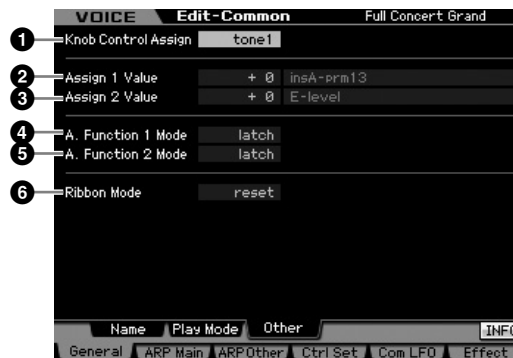 VOICE Edit-Common Full Concert Grand
1 Knob Control Assign tone1
2 Assign 1 Value + 0 insA-prm13
3 Assign 2 Value + 0 E-level
4 A. Function 1 Mode latch
5 A. Function 2 Mode latch
6 Ribbon Mode reset
Name Play Mode Other INFO
General ARP Main ARP Other Ctrl Set Com LFO Effect